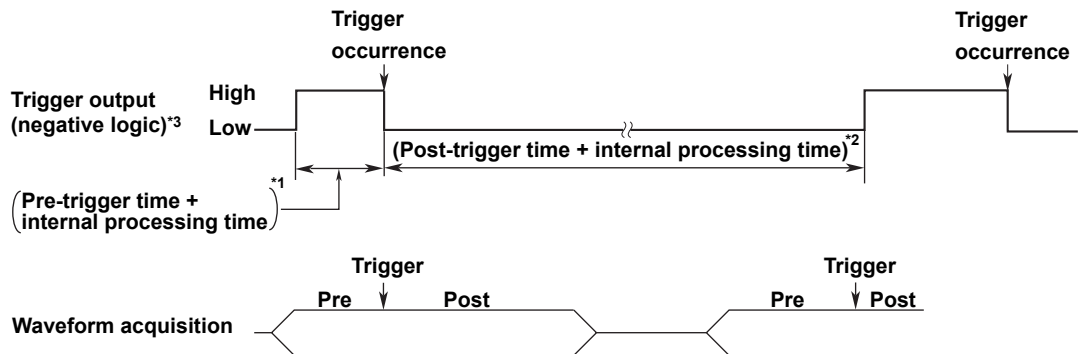 Trigger
occurrence
Trigger
occurrence
Trigger output
(negative logic)*3
High
Low
(Post-trigger time + internal processing time)*2
(Pre-trigger time +
internal processing time)*1
Trigger
Trigger
Pre
Post
Pre
Post
Waveform acquisition